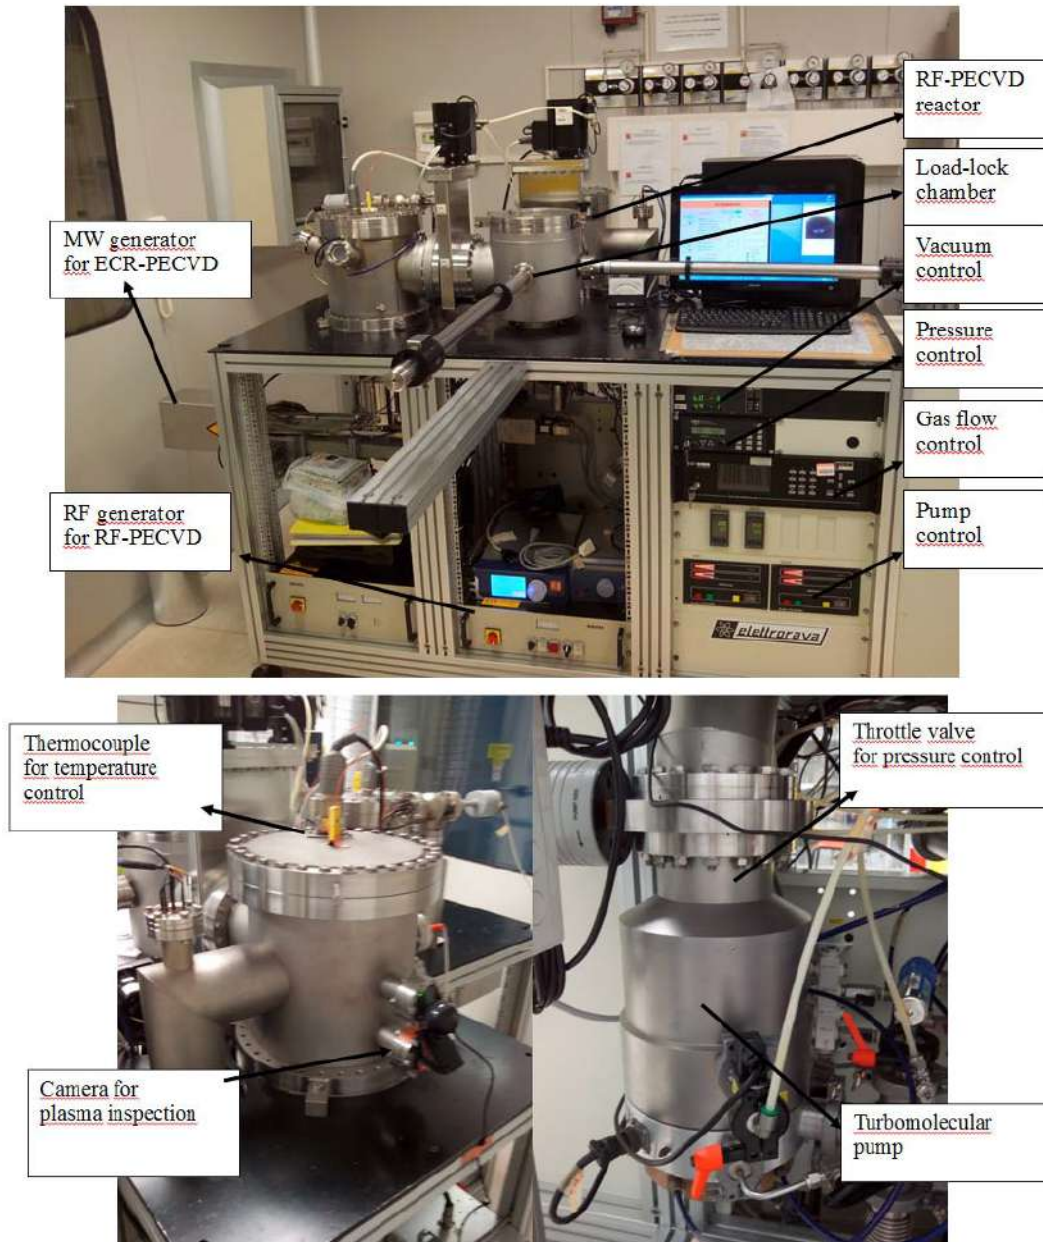 RF-PECVD
reactor
Load-lock
chamber
MW generator
for ECR-PECVD
Vacuum
control
Pressure
control
Gas flow
control
RF generator
for RF-PECVD
Pump
control
elettrorava
Thermocouple
for temperature
control
Throttle valve
for pressure control
Camera for
plasma inspection
Turbomolecular
pump